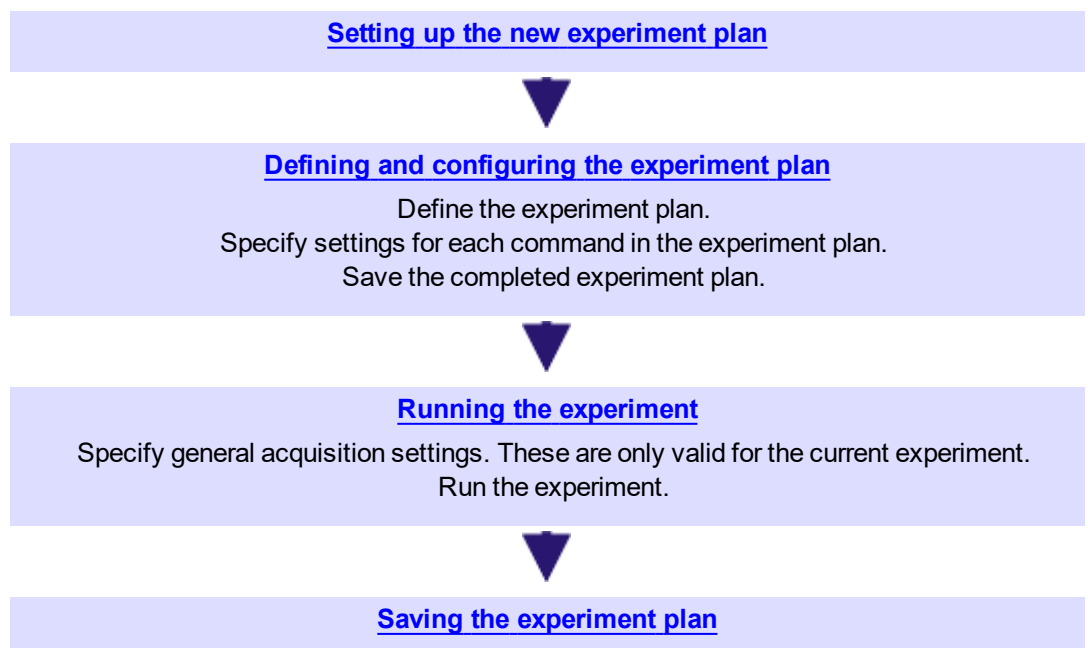 Setting up the new experiment plan
Defining and configuring the experiment plan
Define the experiment plan.
Specify settings for each command in the experiment plan.
Save the completed experiment plan.
Running the experiment
Specify general acquisition settings. These are only valid for the current experiment.
Run the experiment.
Saving the experiment plan